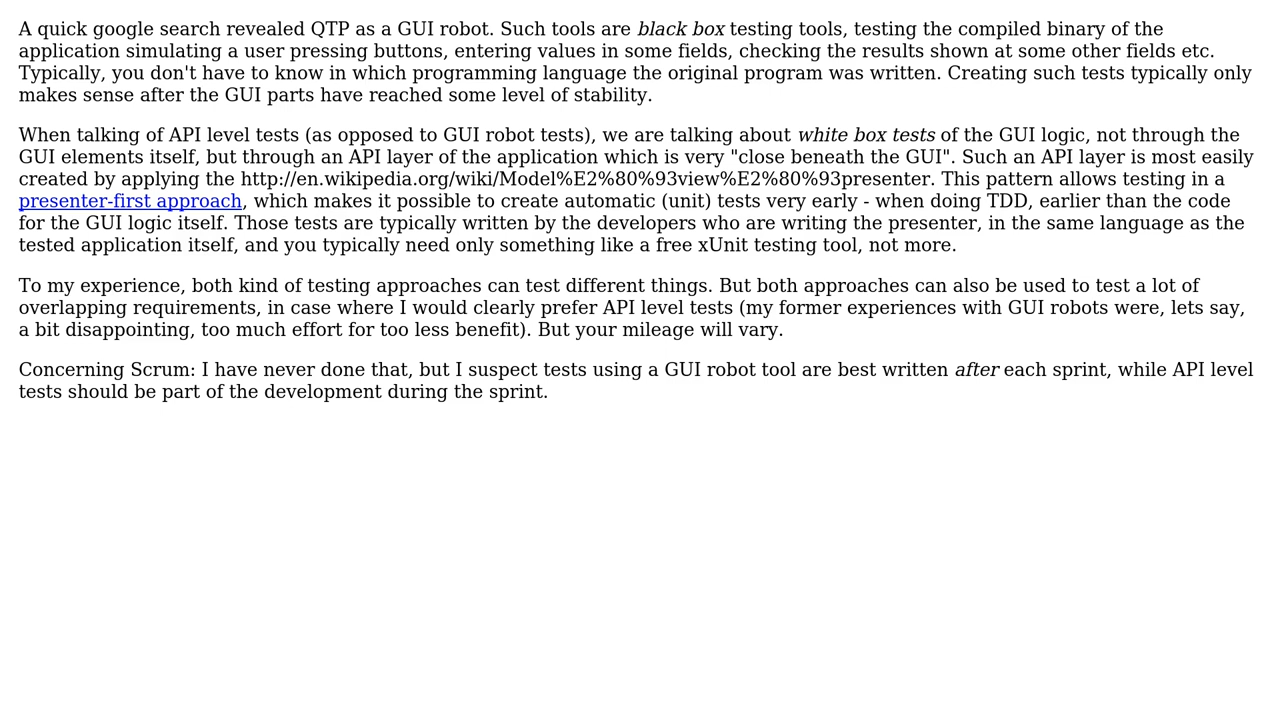 A quick google search revealed QTP as a GUI robot. Such tools are black box testing tools, testing the compiled binary of the
application simulating a user pressing buttons, entering values in some fields, checking the results shown at some other fields etc.
Typically, you don't have to know in which programming language the original program was written. Creating such tests typically only
makes sense after the GUI parts have reached some level of stability.
When talking of API level tests (as opposed to GUI robot tests), we are talking about white box tests of the GUI logic, not through the
GUI elements itself, but through an API layer of the application which is very "close beneath the GUI". Such an API layer is most easily
created by applying the http://en.wikipedia.org/wiki/Model%E2%80%93view%E2%80%93presenter. This pattern allows testing in a
presenter-first approach, which makes it possible to create automatic (unit) tests very early - when doing TDD, earlier than the code
for the GUI logic itself. Those tests are typically written by the developers who are writing the presenter, in the same language as the
tested application itself, and you typically need only something like a free xUnit testing tool, not more.
To my experience, both kind of testing approaches can test different things. But both approaches can also be used to test a lot of
overlapping requirements, in case where I would clearly prefer API level tests (my former experiences with GUI robots were, lets say,
a bit disappointing, too much effort for too less benefit). But your mileage will vary.
Concerning Scrum: I have never done that, but I suspect tests using a GUI robot tool are best written after each sprint, while API level
tests should be part of the development during the sprint.